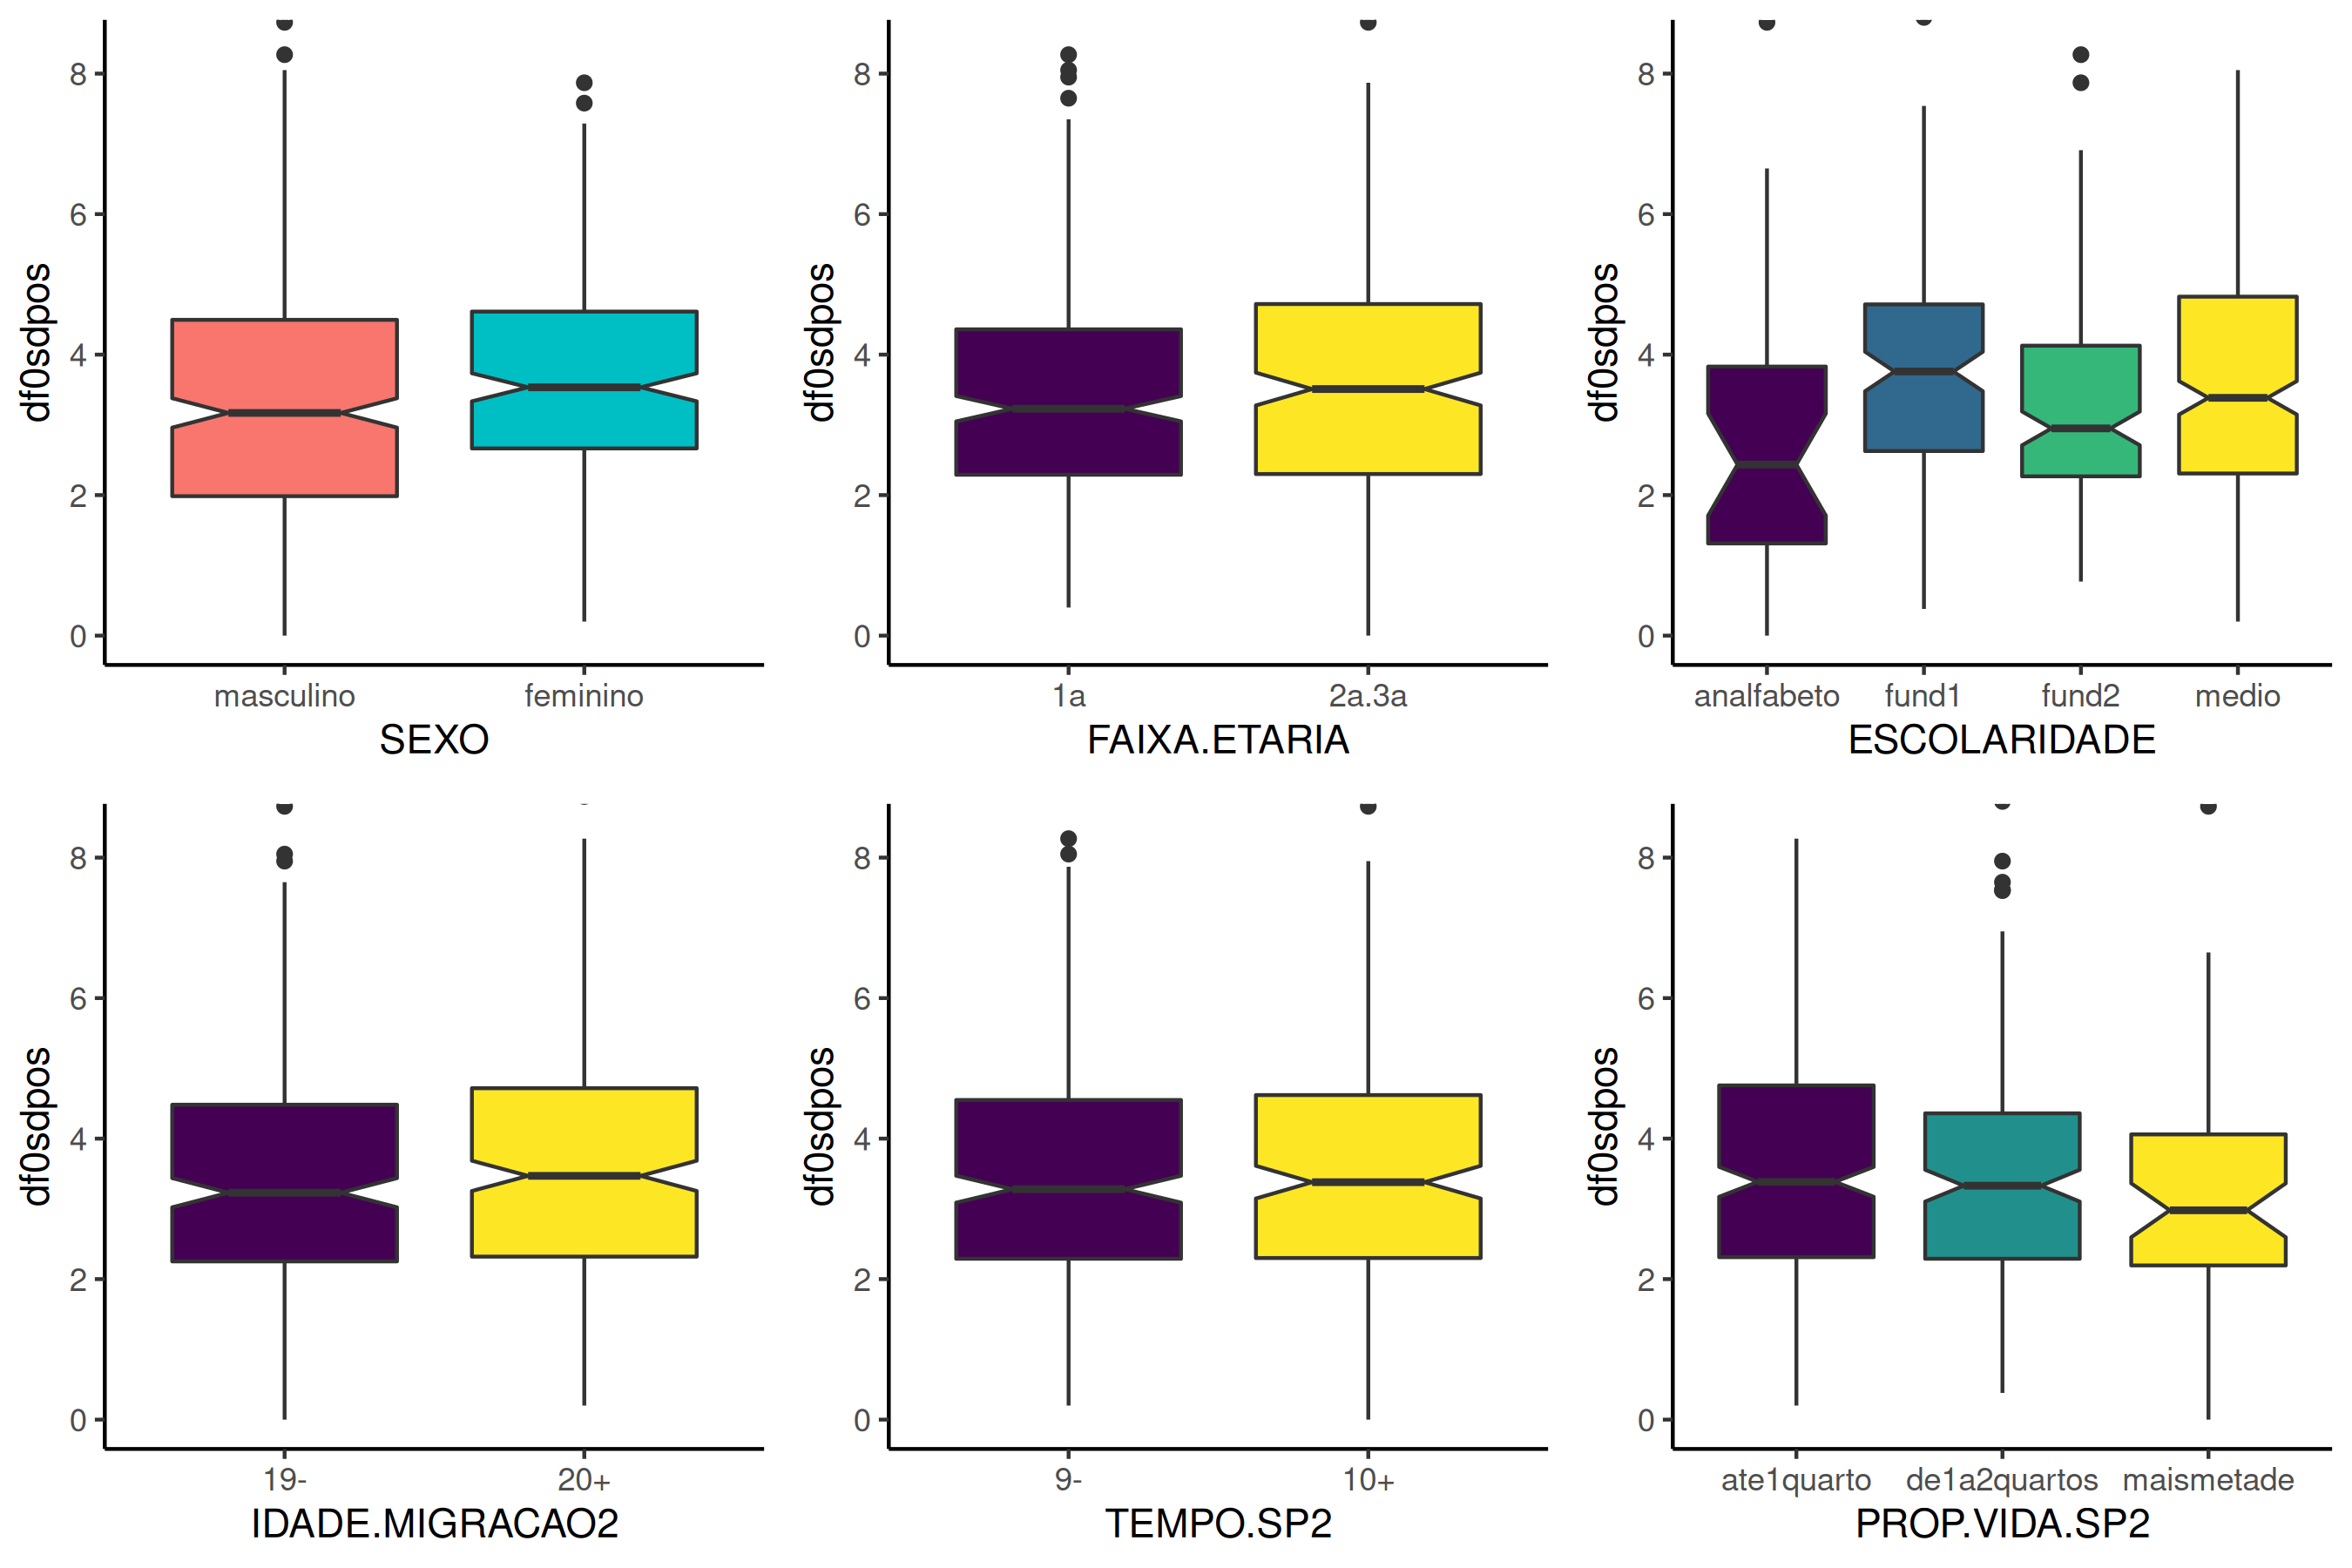 df0sdpos
8
6
4
2
0
masculino feminino
SEXO
df0sdpos
8
6
4
2
0
1a 2a.3a
FAIXA.ETARIA
df0sdpos
8
6
4
2
0
analfabeto fund1 fund2 medio
ESCOLARIDADE
df0sdpos
8
6
4
2
0
19- 20+
IDADE.MIGRACAO2
df0sdpos
8
6
4
2
0
9- 10+
TEMPO.SP2
df0sdpos
8
6
4
2
0
ate1quarto de1a2quartos maismetade
PROP.VIDA.SP2